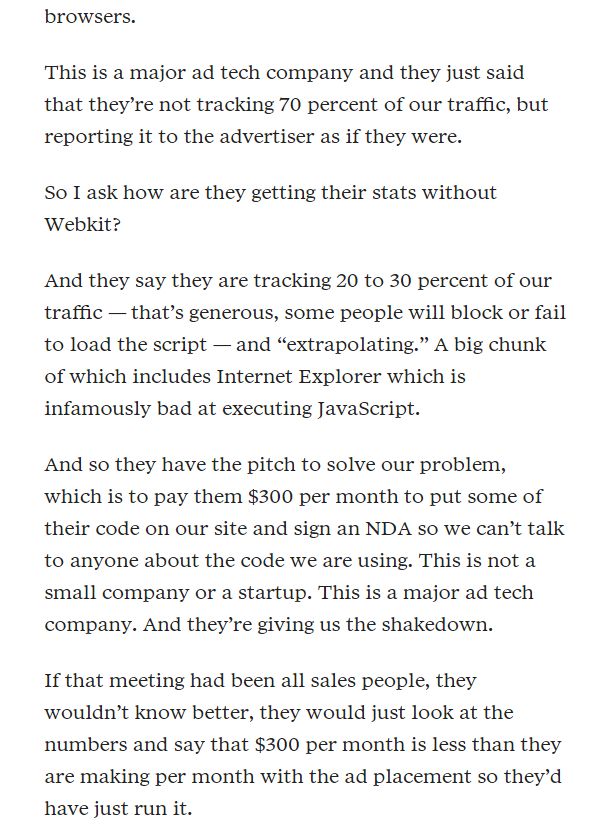 browsers.
This is a major ad tech company and they just said
that they’re not tracking 70 percent of our traffic, but
reporting it to the advertiser as if they were.
So I ask how are they getting their stats without
Webkit?
And they say they are tracking 20 to 30 percent of our
traffic — that’s generous, some people will block or fail
to load the script — and “extrapolating.” A big chunk
of which includes Internet Explorer which is
infamously bad at executing JavaScript.
And so they have the pitch to solve our problem,
which is to pay them $300 per month to put some of
their code on our site and sign an NDA so we can’t talk
to anyone about the code we are using. This is not a
small company or a startup. This is a major ad tech
company. And they’re giving us the shakedown.
If that meeting had been all sales people, they
wouldn’t know better, they would just look at the
numbers and say that $300 per month is less than they
are making per month with the ad placement so they’d
have just run it.